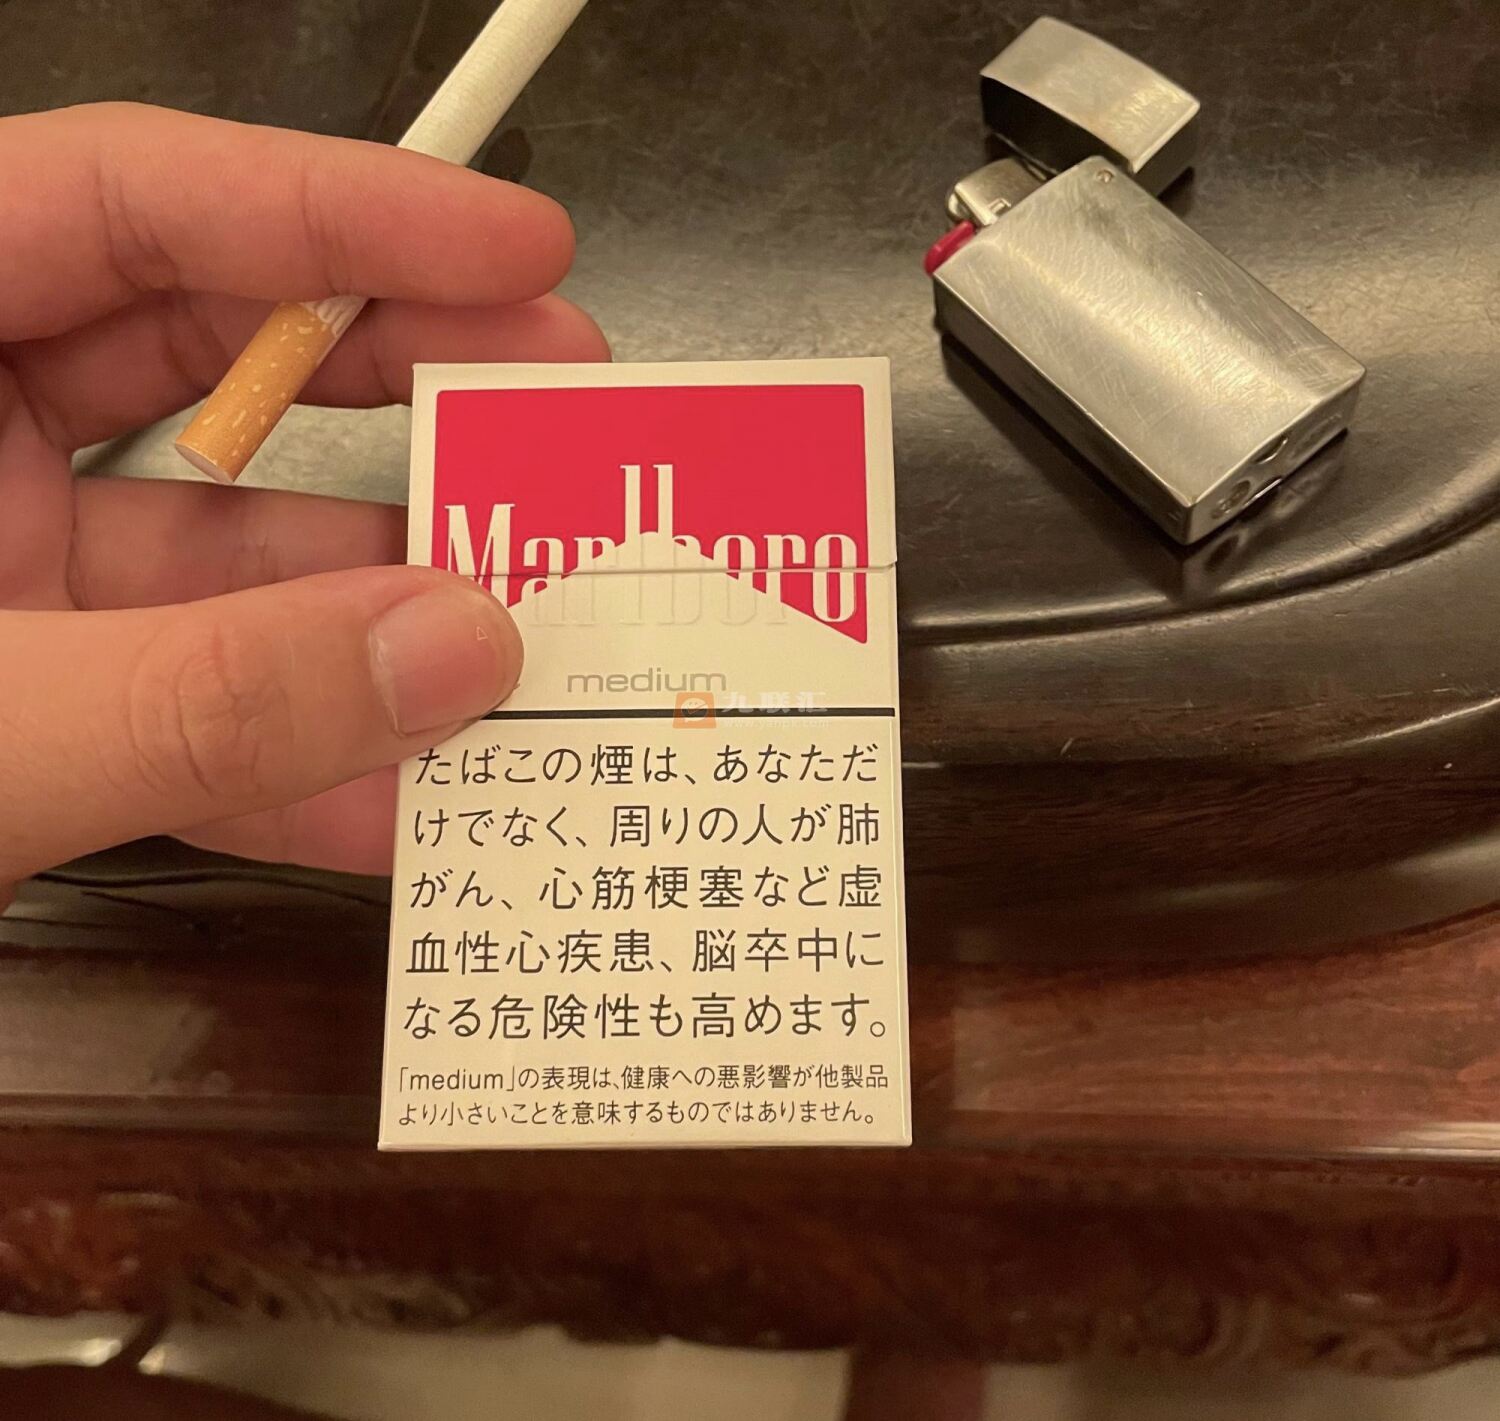 Marlboro
medium
九联汇
たばこの煙は、あなただ
けでなく、周りの人が肺
がん、心筋梗塞など虚
血性心疾患、脳卒中に
なる危険性も高めます。
「medium」の表現は、健康への悪影響が他製品
より小さいことを意味するものではありません。